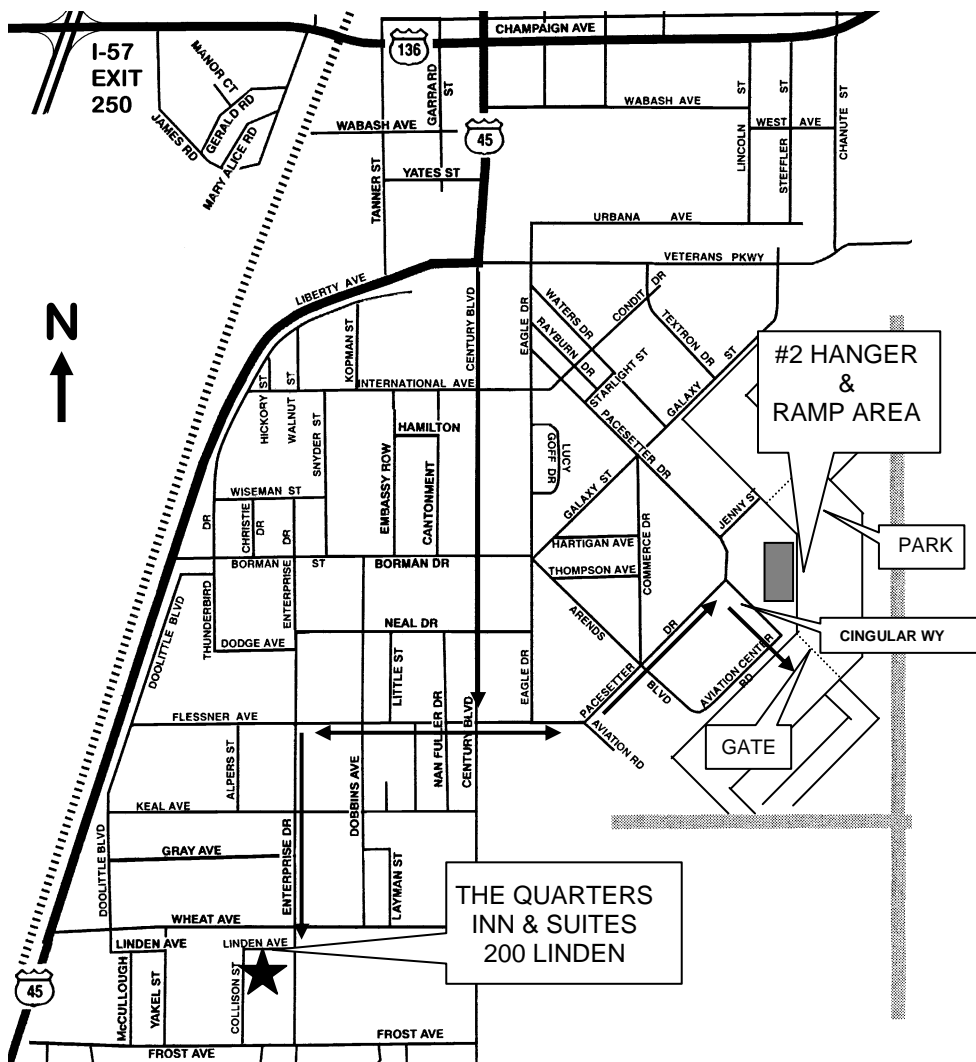 CHAMPAIGN AVE
I-57
EXIT
250
136
MANOR CT
GERALD RD
JAMES RD
MARY ALICE RD
GARRARD ST
WABASH AVE
WABASH AVE
45
LINCOLN ST
WEST AVE
STEFFLER ST
CHANUTE ST
TANNER ST
YATES ST
URBANA AVE
VETERANS PKWY
LIBERTY AVE
N
KOPMAN ST
CENTURY BLVD
EAGLE DR
WATERS DR
RAYBURN DR
CONDIT DR
TEXTRON DR
STARLIGHT ST
GALAXY ST
#2 HANGER
&
RAMP AREA
INTERNATIONAL AVE
HICKORY ST
WALNUT ST
SNYDER ST
HAMILTON
EMBASSY ROW
CANTONMENT
LUCY
GOFF DR
PACESETTER DR
GALAXY ST
JENNY ST
WISEMAN ST
CHRISTIE DR
ENTERPRISE DR
THUNDERBIRD DR
BORMAN ST
BORMAN DR
HARTIGAN AVE
THOMPSON AVE
COMMERCE DR
PARK
DOOLITTLE BLVD
DODGE AVE
NEAL DR
ARENDS BLVD
CINGULAR WY
LITTLE ST
EAGLE DR
PACESETTER DR
AVIATION CENTER RD
FLESSNER AVE
NAN FULLER DR
CENTURY BLVD
AVIATION RD
GATE
ALPERS ST
DOBBINS AVE
KEAL AVE
DOOLITTLE BLVD
GRAY AVE
ENTERPRISE DR
LAYMAN ST
THE QUARTERS
INN & SUITES
200 LINDEN
WHEAT AVE
LINDEN AVE
LINDEN AVE
45
McCULLOUGH
YAKEL ST
COLLISON ST
FROST AVE
FROST AVE